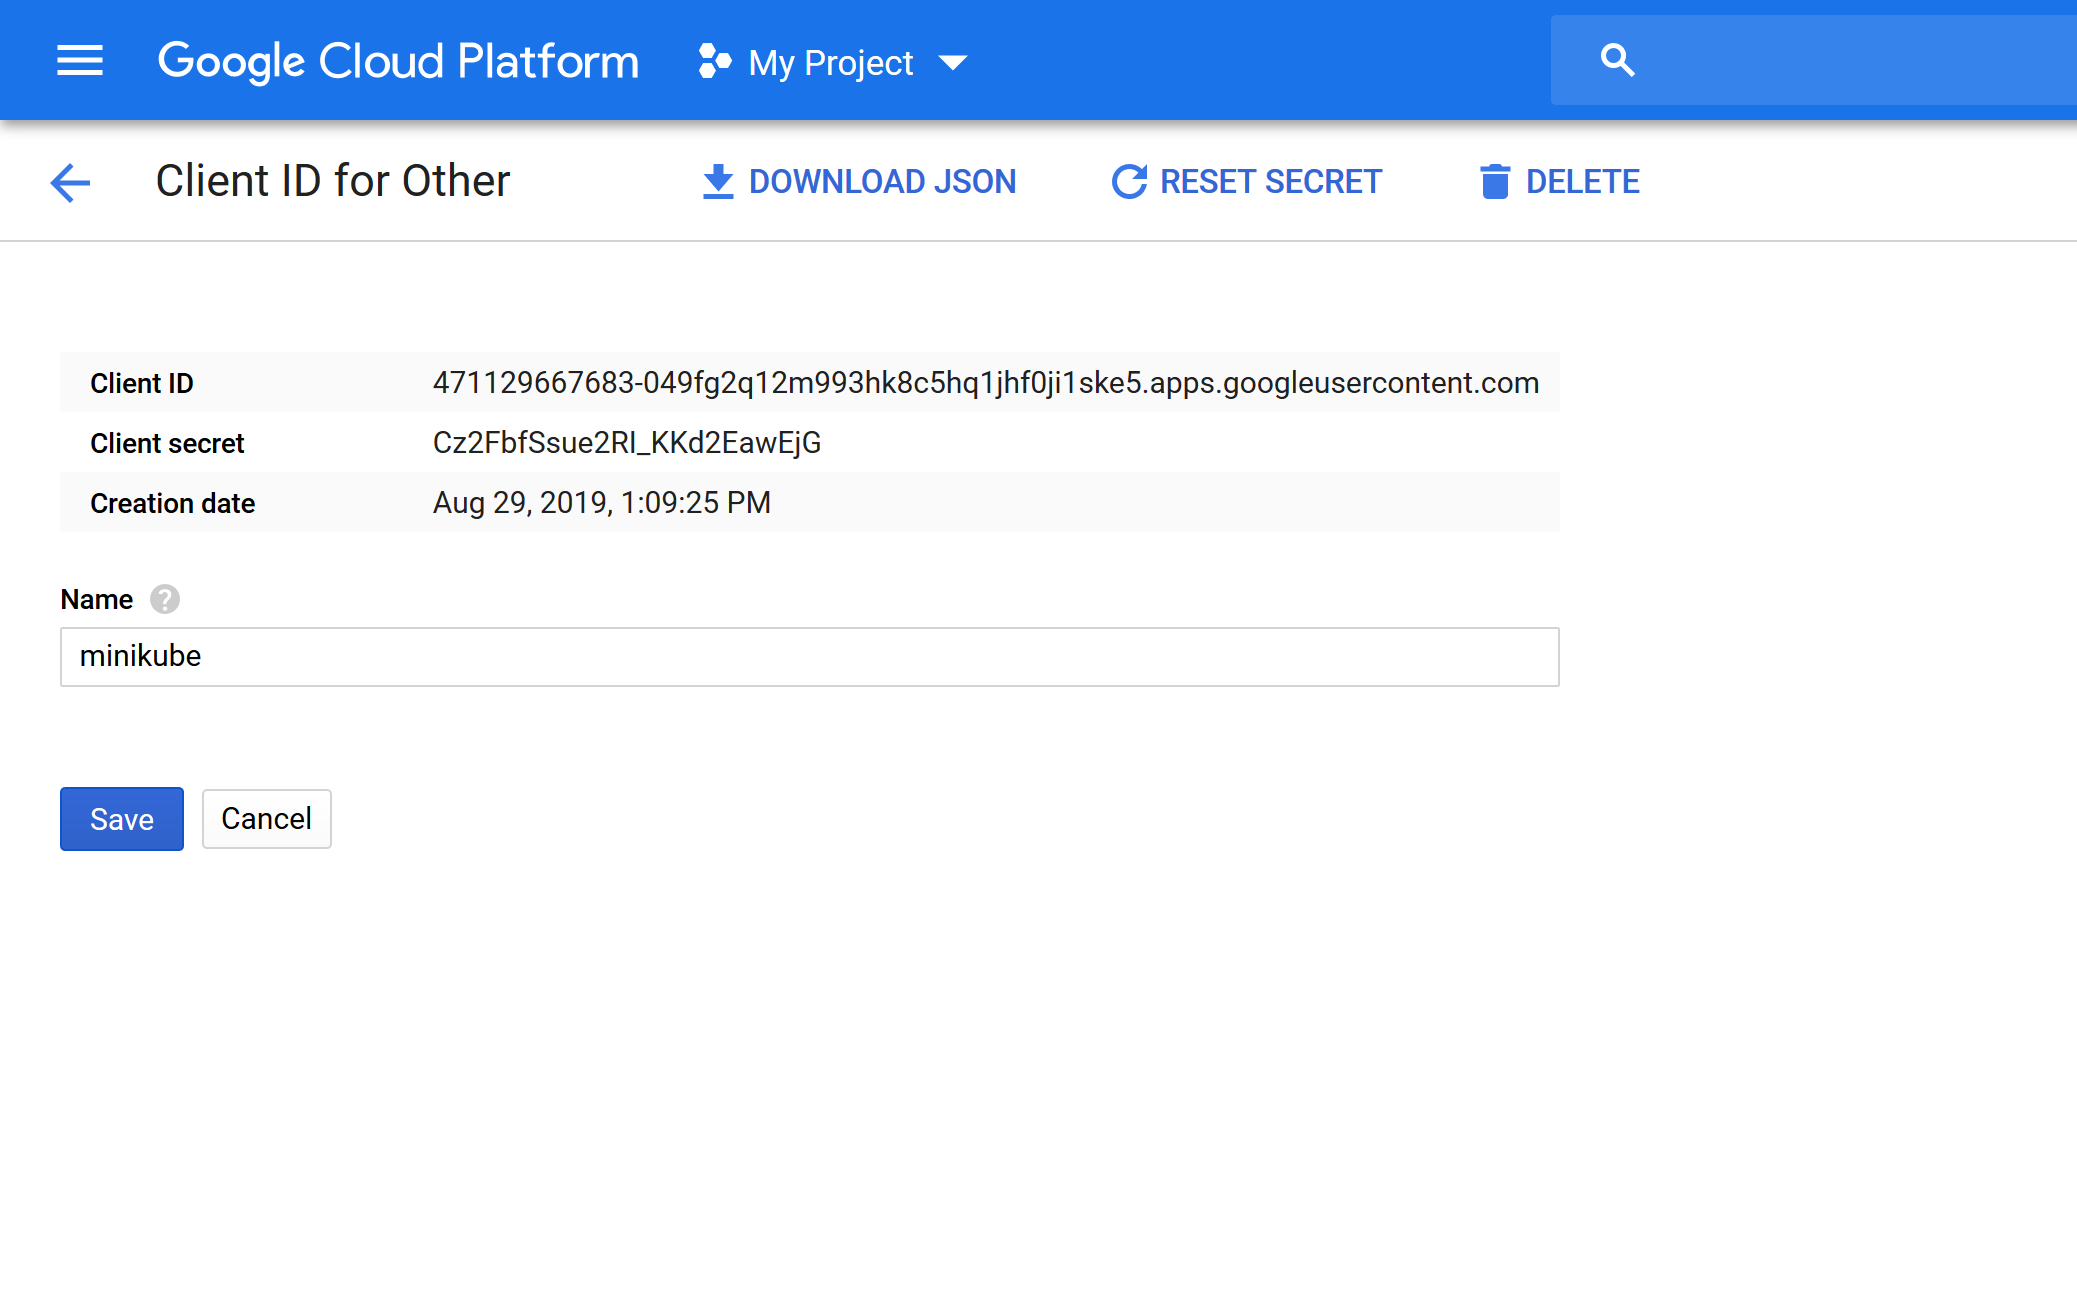 Google Cloud Platform My Project
Client ID for Other DOWNLOAD JSON RESET SECRET DELETE
Client ID 471129667683-049fg2q12m993hk8c5hq1jhf0ji1ske5.apps.googleusercontent.com
Client secret Cz2FbfSsue2RI_KKd2EawEjG
Creation date Aug 29, 2019, 1:09:25 PM
Name ?
minikube
Save Cancel